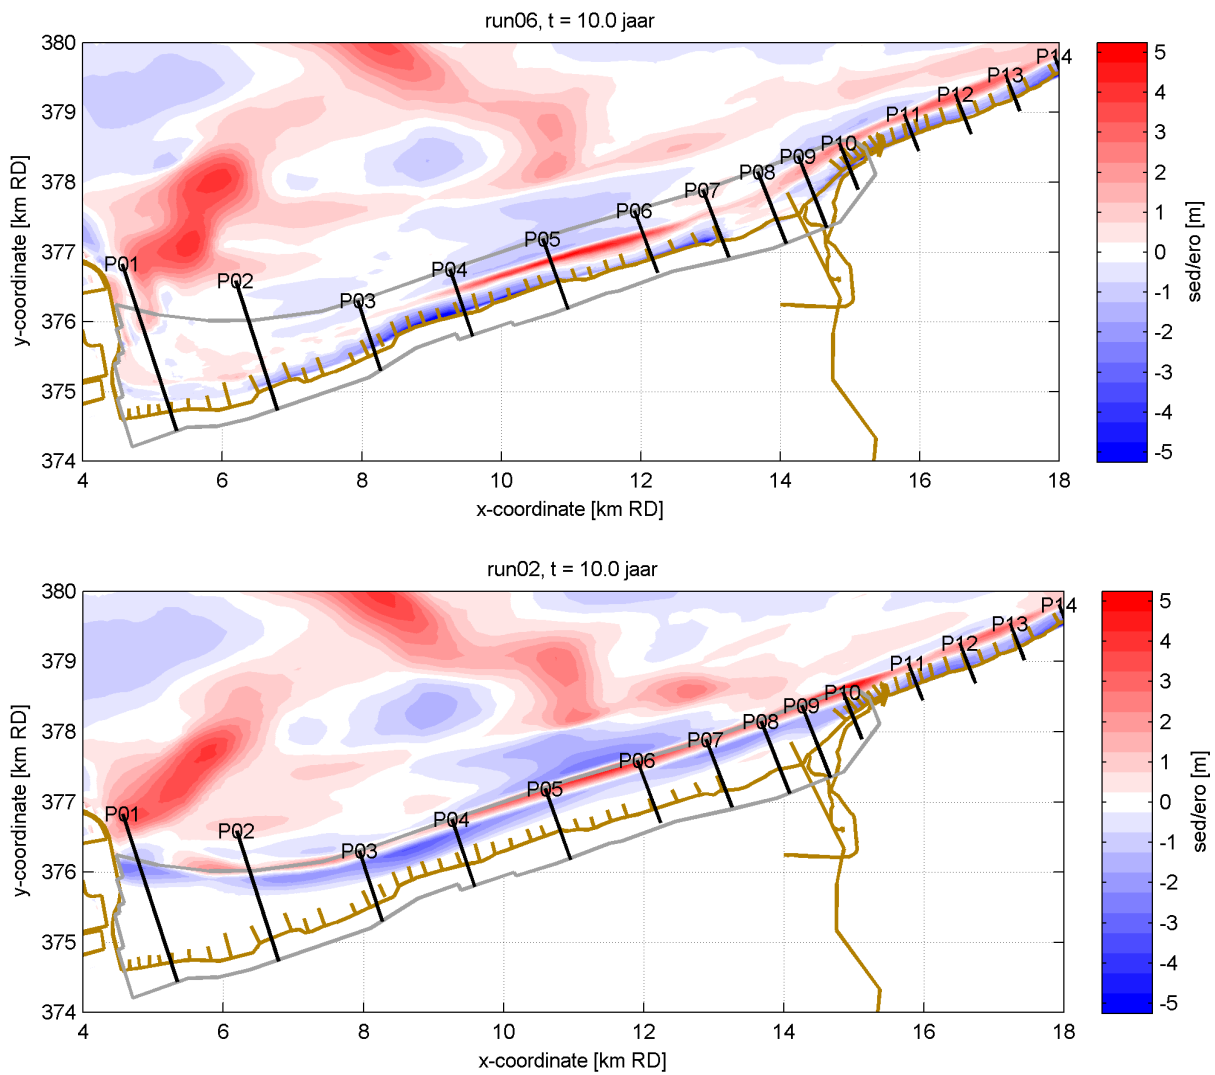 run06, t = 10.0 jaar
380
379
378
377
376
375
374
y-coordinate [km RD]
4
6
8
10
12
14
16
18
x-coordinate [km RD]
P01
P02
P03
P04
P05
P06
P07
P08
P09
P10
P11
P12
P13
P14
5
4
3
2
1
0
-1
-2
-3
-4
-5
sed/ero [m]
run02, t = 10.0 jaar
380
379
378
377
376
375
374
y-coordinate [km RD]
4
6
8
10
12
14
16
18
x-coordinate [km RD]
P01
P02
P03
P04
P05
P06
P07
P08
P09
P10
P11
P12
P13
P14
5
4
3
2
1
0
-1
-2
-3
-4
-5
sed/ero [m]